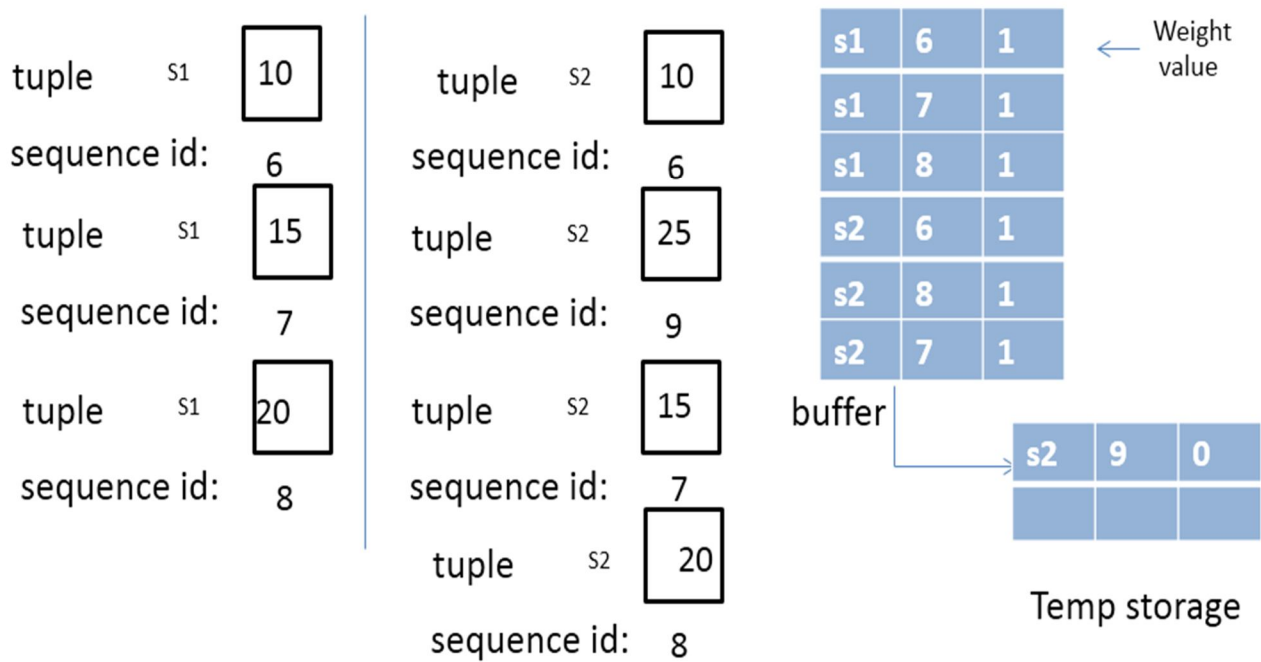 tuple S1 10
sequence id: 6
tuple S1 15
sequence id: 7
tuple S1 20
sequence id: 8
tuple S2 10
sequence id: 6
tuple S2 25
sequence id: 9
tuple S2 15
sequence id: 7
tuple S2 20
sequence id: 8
s1 6 1
s1 7 1
s1 8 1
s2 6 1
s2 8 1
s2 7 1
Weight
value
buffer
s2 9 0
Temp storage